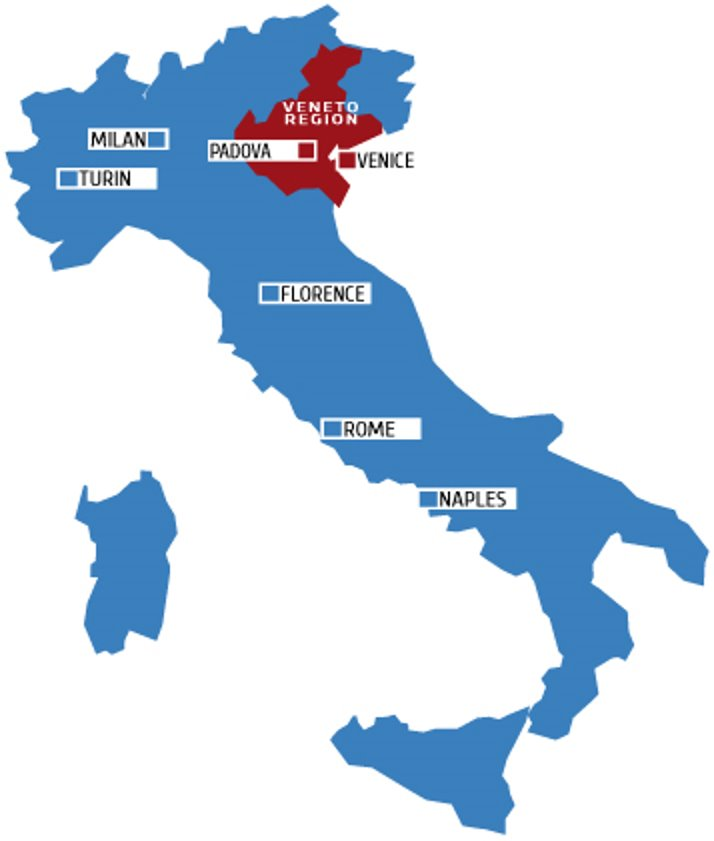 VENETO
REGION
MILAN
PADOVA
VENICE
TURIN
FLORENCE
ROME
NAPLES